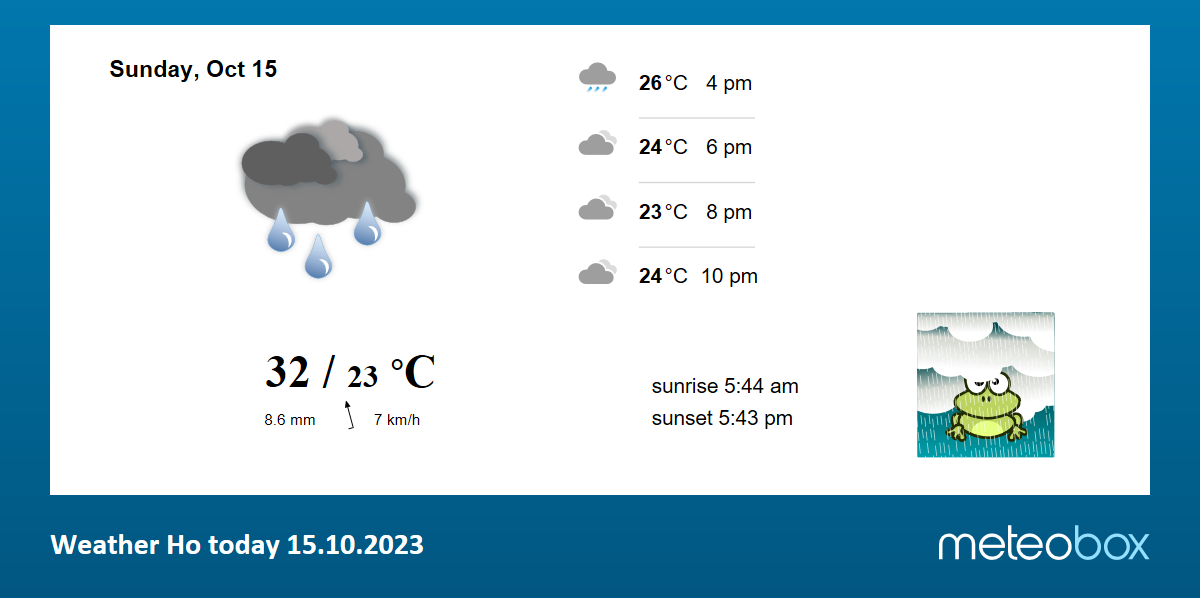 Sunday, Oct 15
26 °C 4 pm
24 °C 6 pm
23 °C 8 pm
24 °C 10 pm
32 / 23 °C
8.6 mm 7 km/h
sunrise 5:44 am
sunset 5:43 pm
Weather Ho today 15.10.2023
meteobox